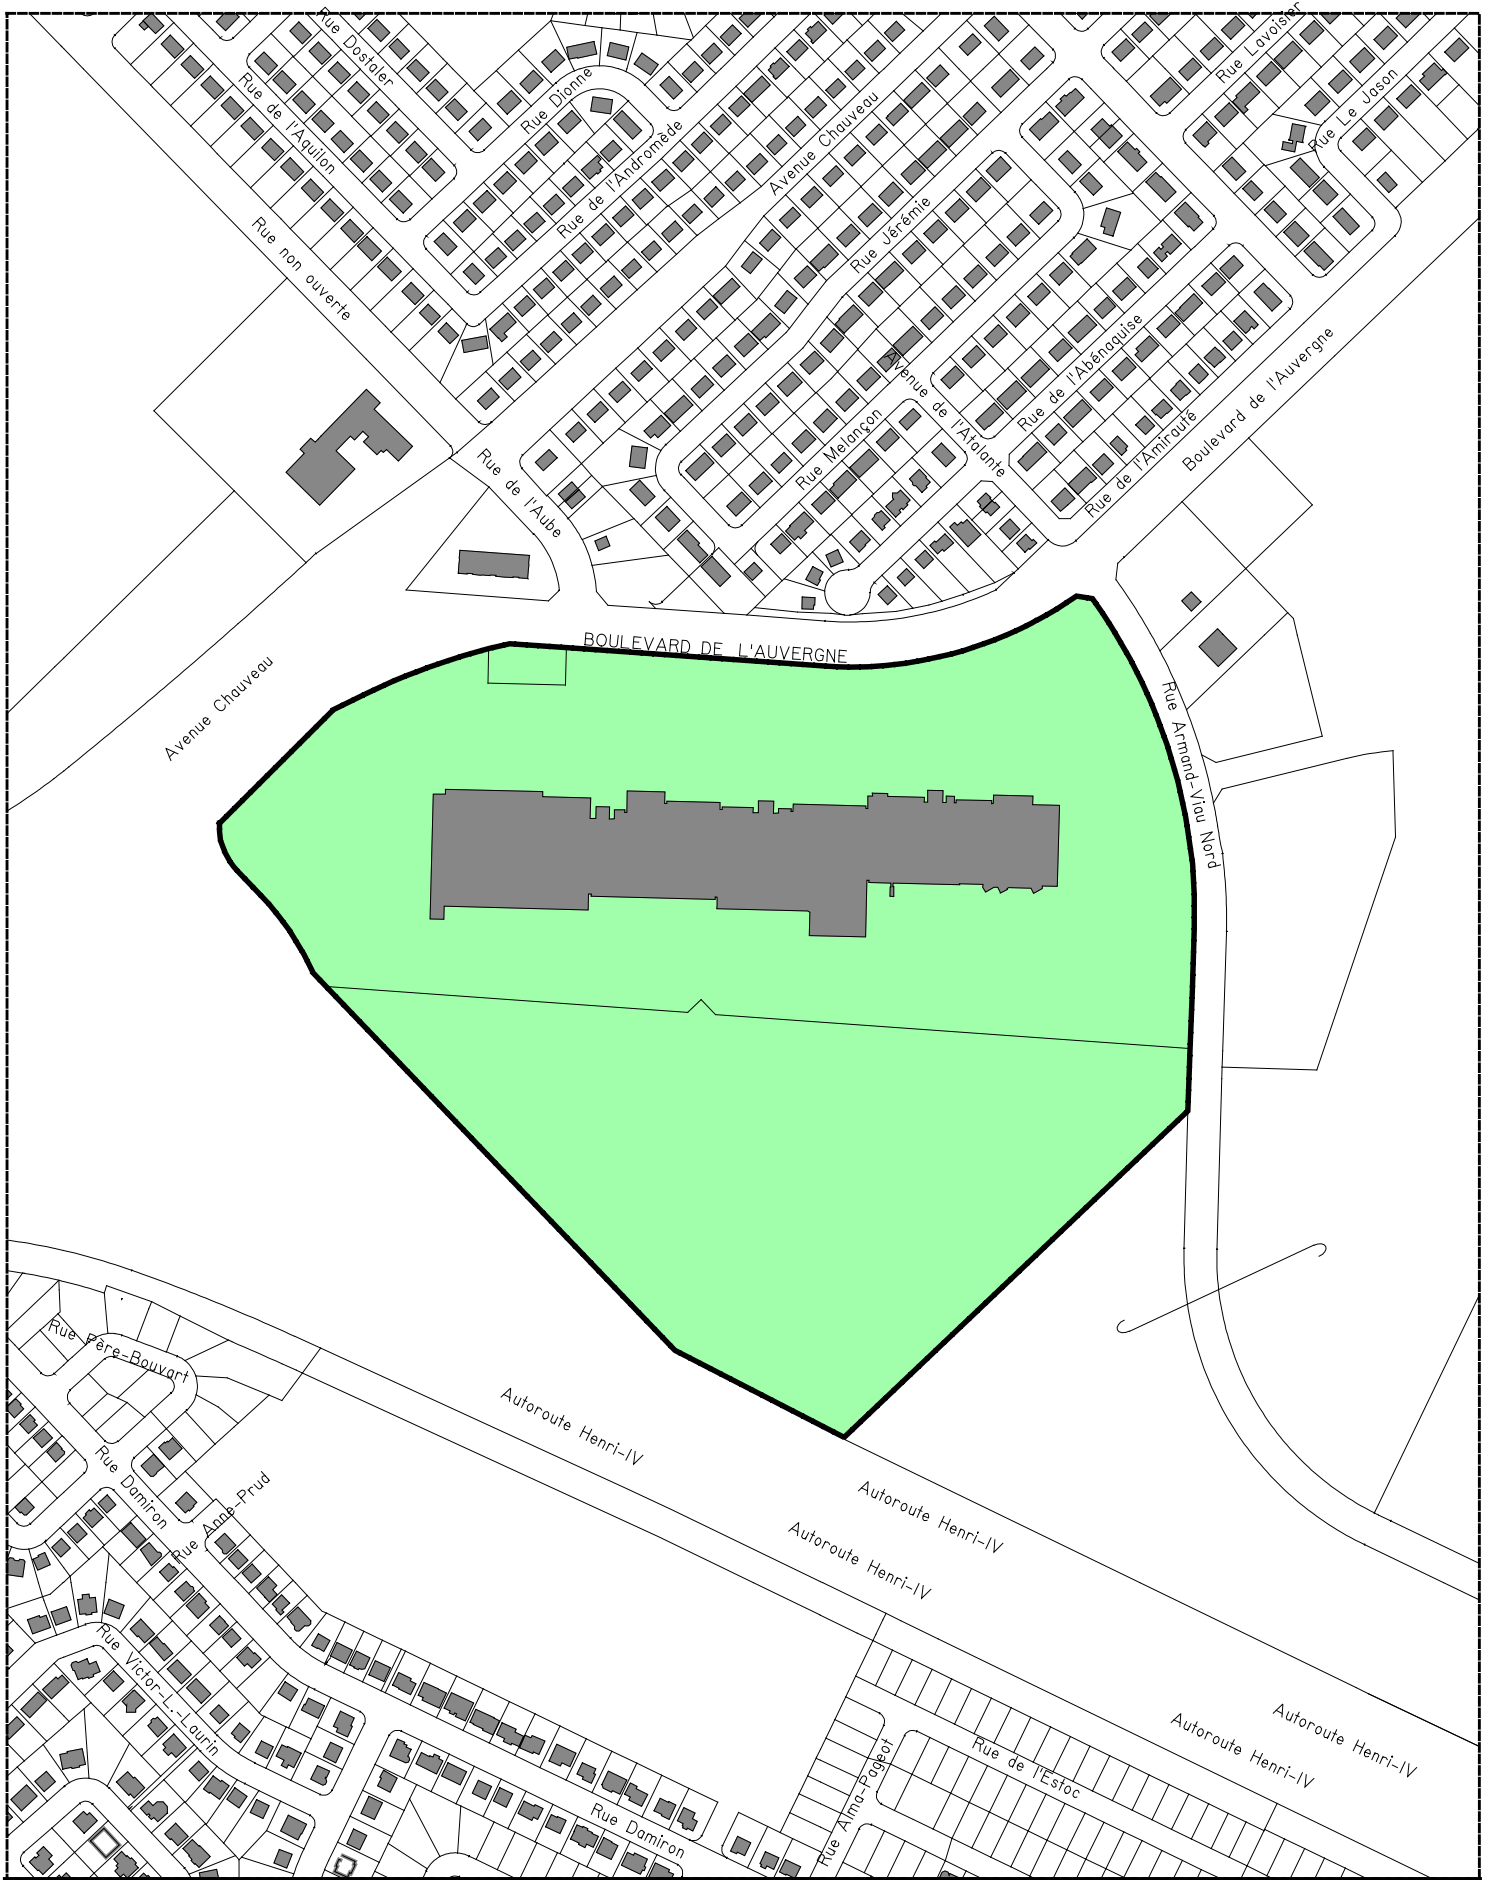 Rue Dostaler
Rue Lavoisier
Rue Dionne
Rue de l'Aquilon
Rue Le Jason
Avenue Chauveau
Rue de l'Andromède
Rue Jérémie
Rue non ouverte
Rue de l'Abénaquise
Boulevard de l'Auvergne
Avenue de l'Atalante
Rue Melançon
Rue de l'Amirauté
Rue de l'Aube
BOULEVARD DE L'AUVERGNE
Avenue Chauveau
Rue Armand-Viau Nord
Rue Père-Bouvart
Autoroute Henri-IV
Rue Damiron
Rue Anne-Prud
Autoroute Henri-IV
Autoroute Henri-IV
Rue Victor-L.-Laurin
Autoroute Henri-IV
Autoroute Henri-IV
Rue de l'Estoc
Rue Alma-Pageot
Rue Damiron